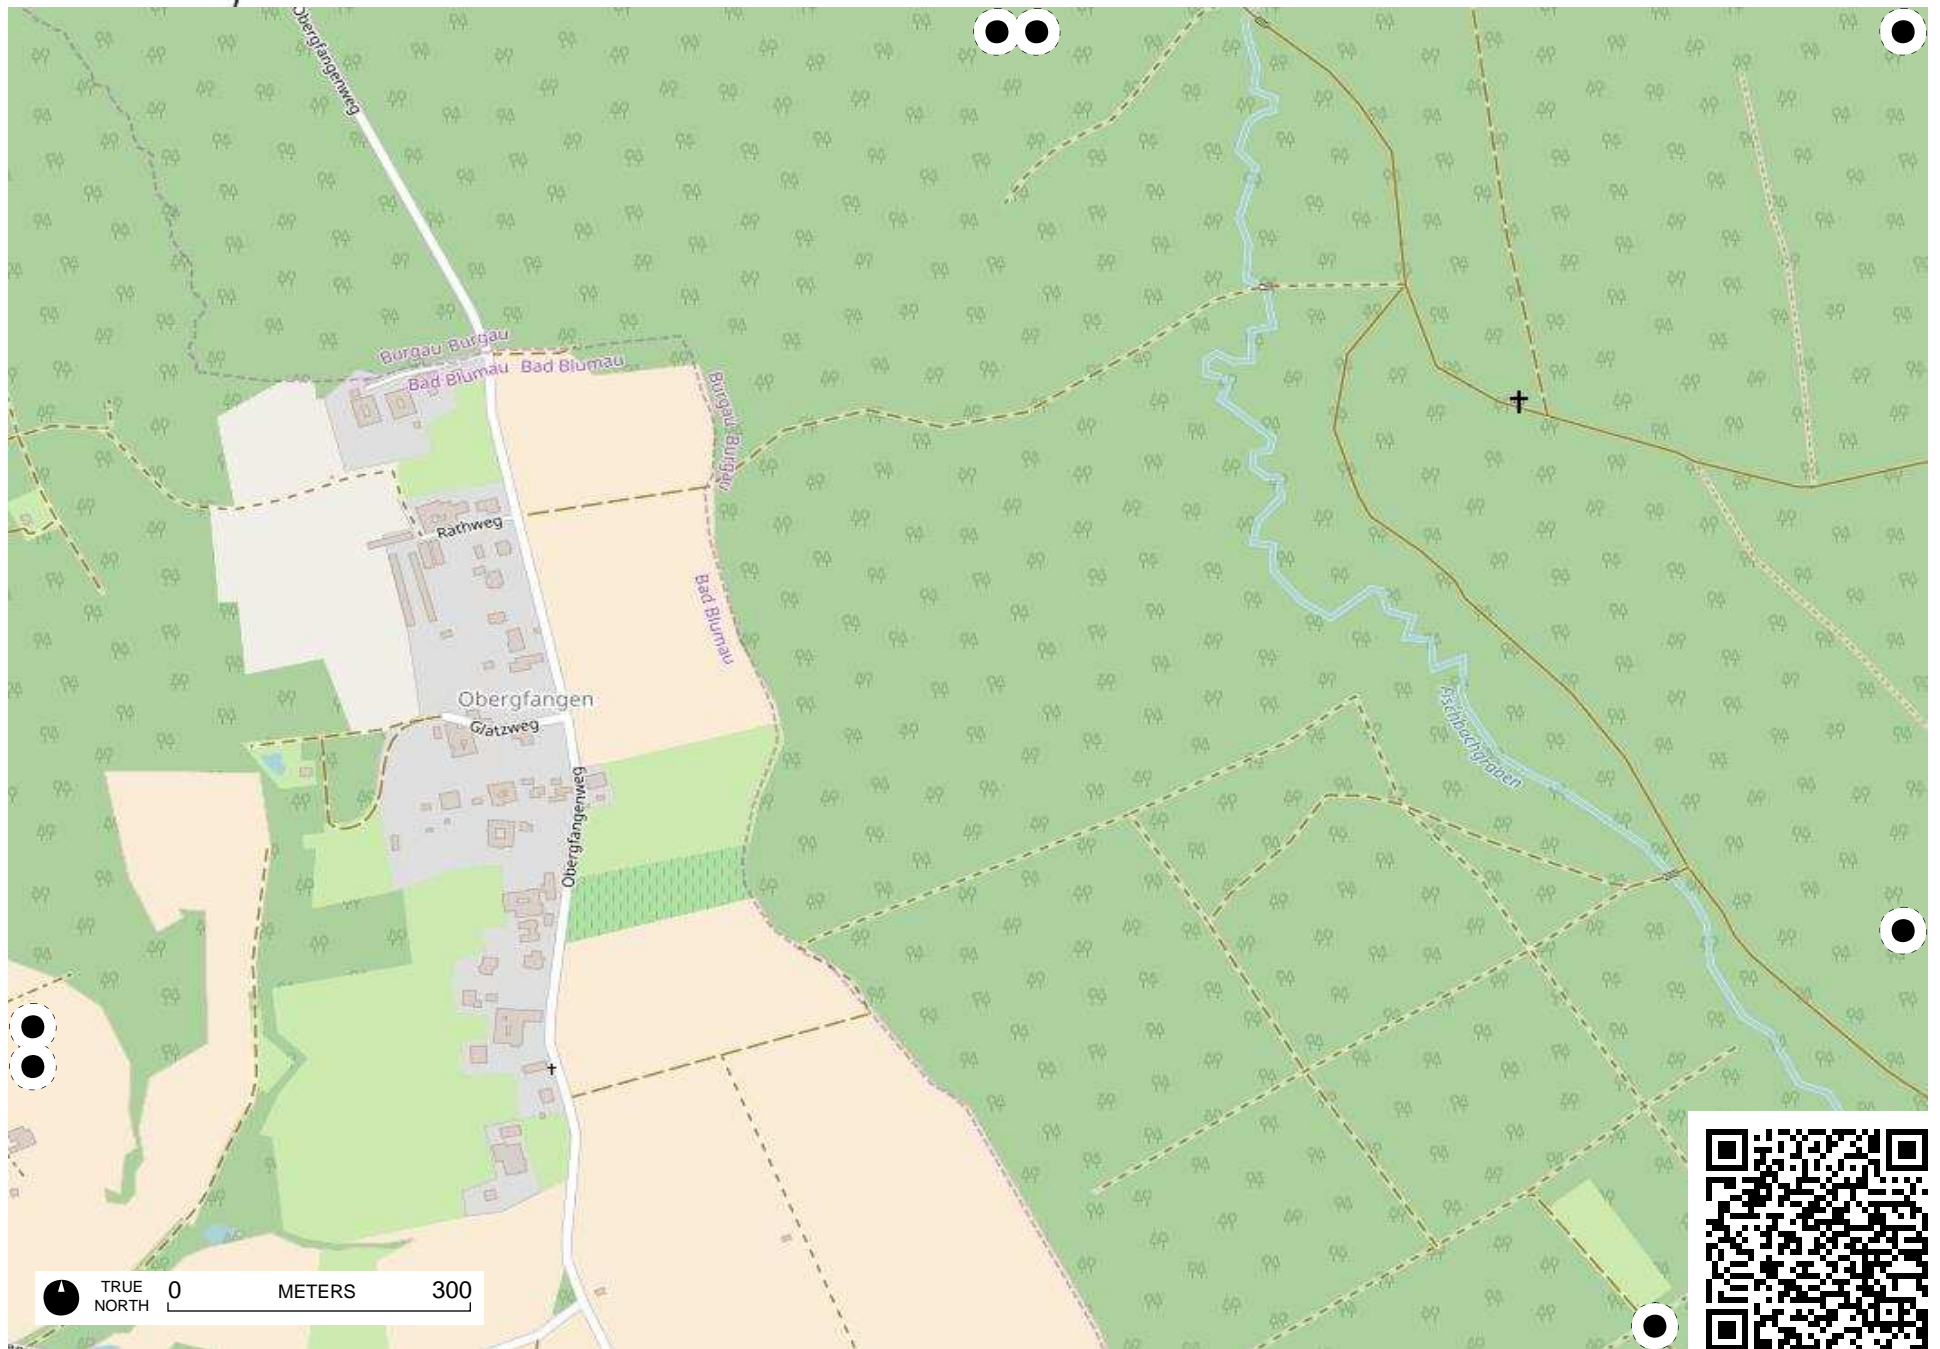 Obergfangenweg
Burgau Burgau
Bad Blumau Bad Blumau
Burgau Burgau
Rathweg
Bad Blumau
Obergfangen
Glatzweg
Obergfangenweg
TRUE NORTH
0 METERS 300